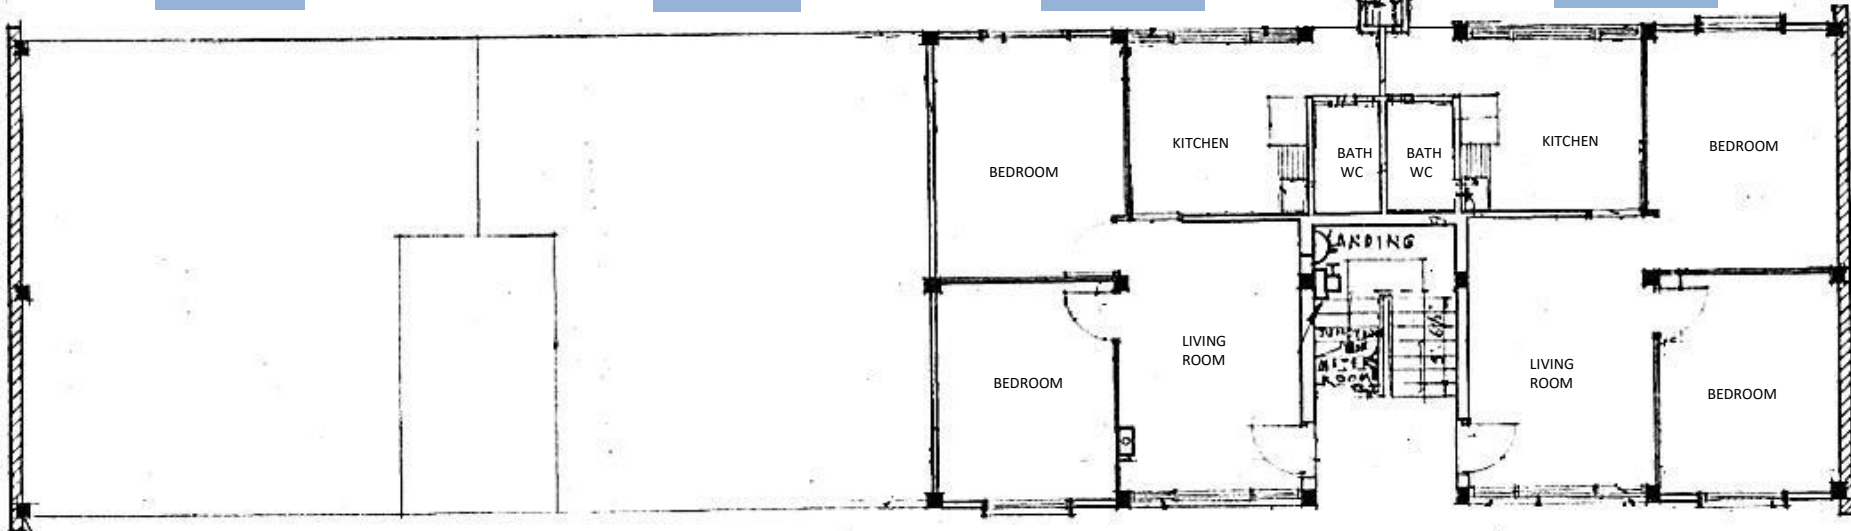 KITCHEN
KITCHEN
BEDROOM
BATH
WC
BATH
WC
BEDROOM
LANDING
LIVING
ROOM
LIVING
ROOM
BEDROOM
BEDROOM